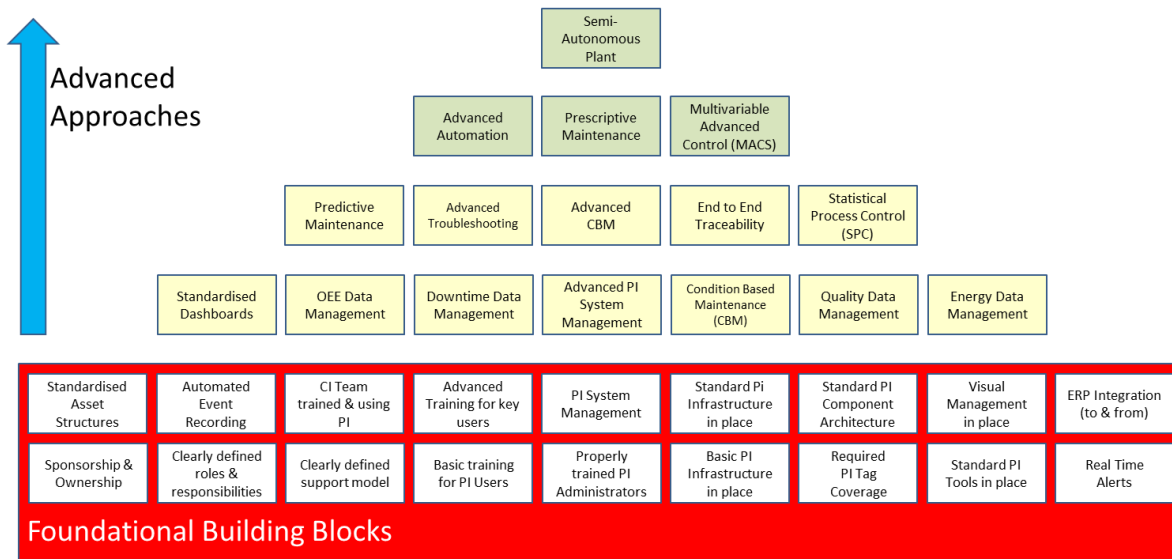 Semi-
Autonomous
Plant
Advanced
Approaches
Advanced
Automation
Prescriptive
Maintenance
Multivariable
Advanced
Control (MACS)
Predictive
Maintenance
Advanced
Troubleshooting
Advanced
CBM
End to End
Traceability
Statistical
Process Control
(SPC)
Standardised
Dashboards
OEE Data
Management
Downtime Data
Management
Advanced PI
System
Management
Condition Based
Maintenance
(CBM)
Quality Data
Management
Energy Data
Management
Standardised
Asset
Structures
Automated
Event
Recording
CI Team
trained & using
PI
Advanced
Training for key
users
PI System
Management
Standard Pi
Infrastructure
in place
Standard PI
Component
Architecture
Visual
Management
in place
ERP Integration
(to & from)
Sponsorship &
Ownership
Clearly defined
roles &
responsibilities
Clearly defined
support model
Basic training
for PI Users
Properly
trained PI
Administrators
Basic PI
Infrastructure
in place
Required
PI Tag
Coverage
Standard PI
Tools in place
Real Time
Alerts
Foundational Building Blocks